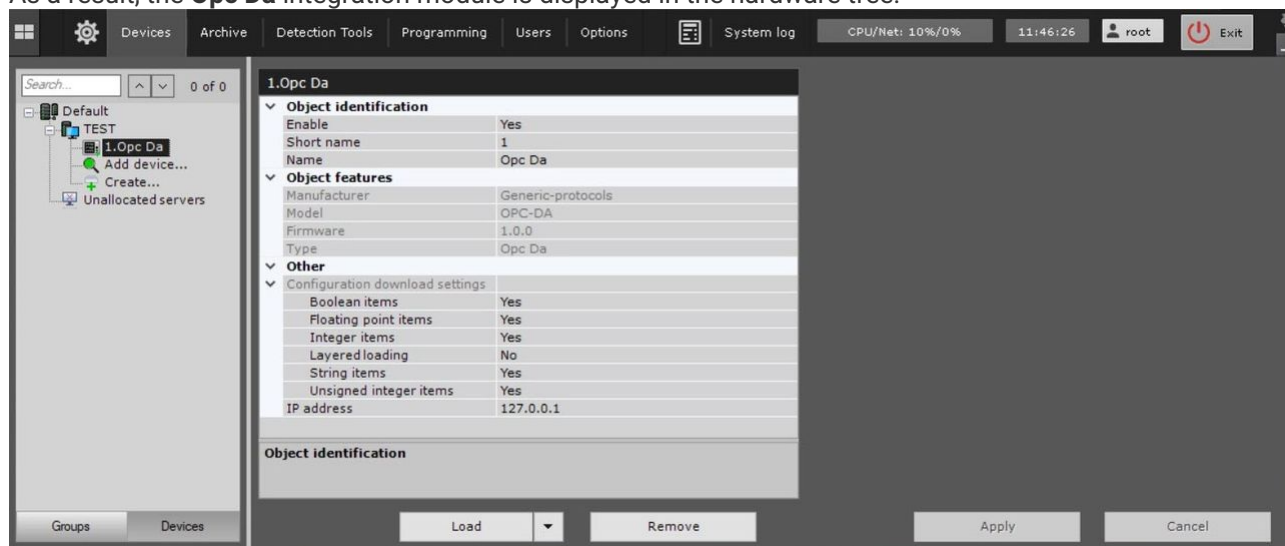 As a result, the Opc Da integration module is displayed in the hardware tree.
Devices Archive Detection Tools Programming Users Options System log CPU/Net: 10%/0% 11:46:26 root Exit
Search... 0 of 0
Default
TEST
1.Opc Da
Add device...
Create...
Unallocated servers
1.Opc Da
Object identification
Enable Yes
Short name 1
Name Opc Da
Object features
Manufacturer Generic-protocols
Model OPC-DA
Firmware 1.0.0
Type Opc Da
Other
Configuration download settings
Boolean items Yes
Floating point items Yes
Integer items Yes
Layered loading No
String items Yes
Unsigned integer items Yes
IP address 127.0.0.1
Object identification
Groups Devices Load Remove Apply Cancel